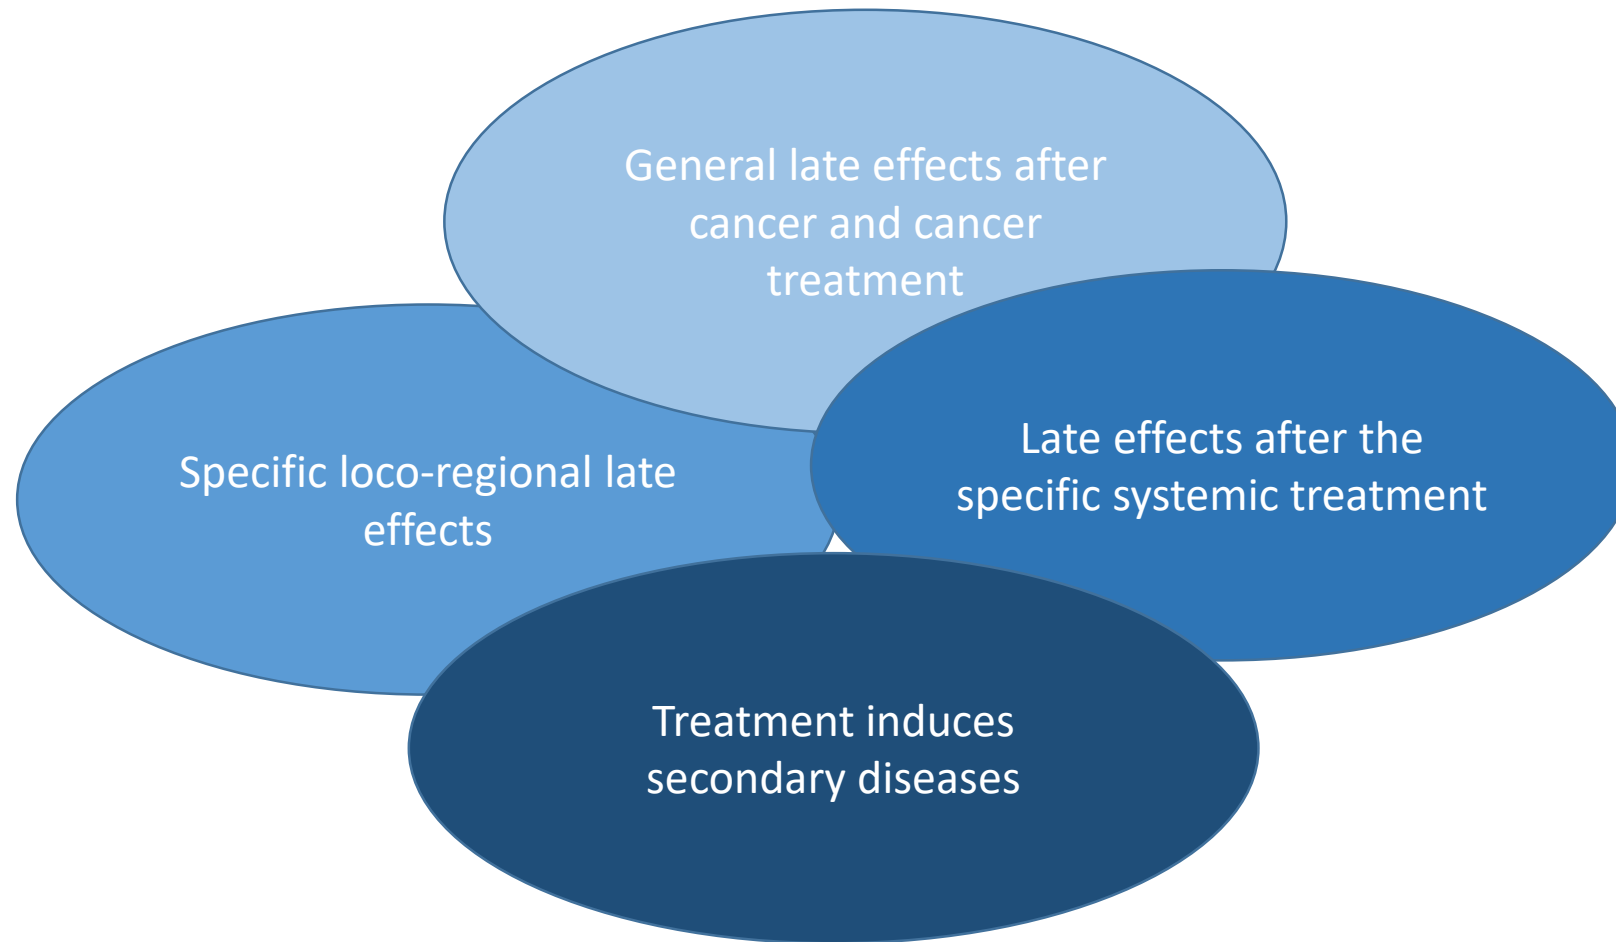 General late effects after
cancer and cancer
treatment
Specific loco-regional late
effects
Late effects after the
specific systemic treatment
Treatment induces
secondary diseases